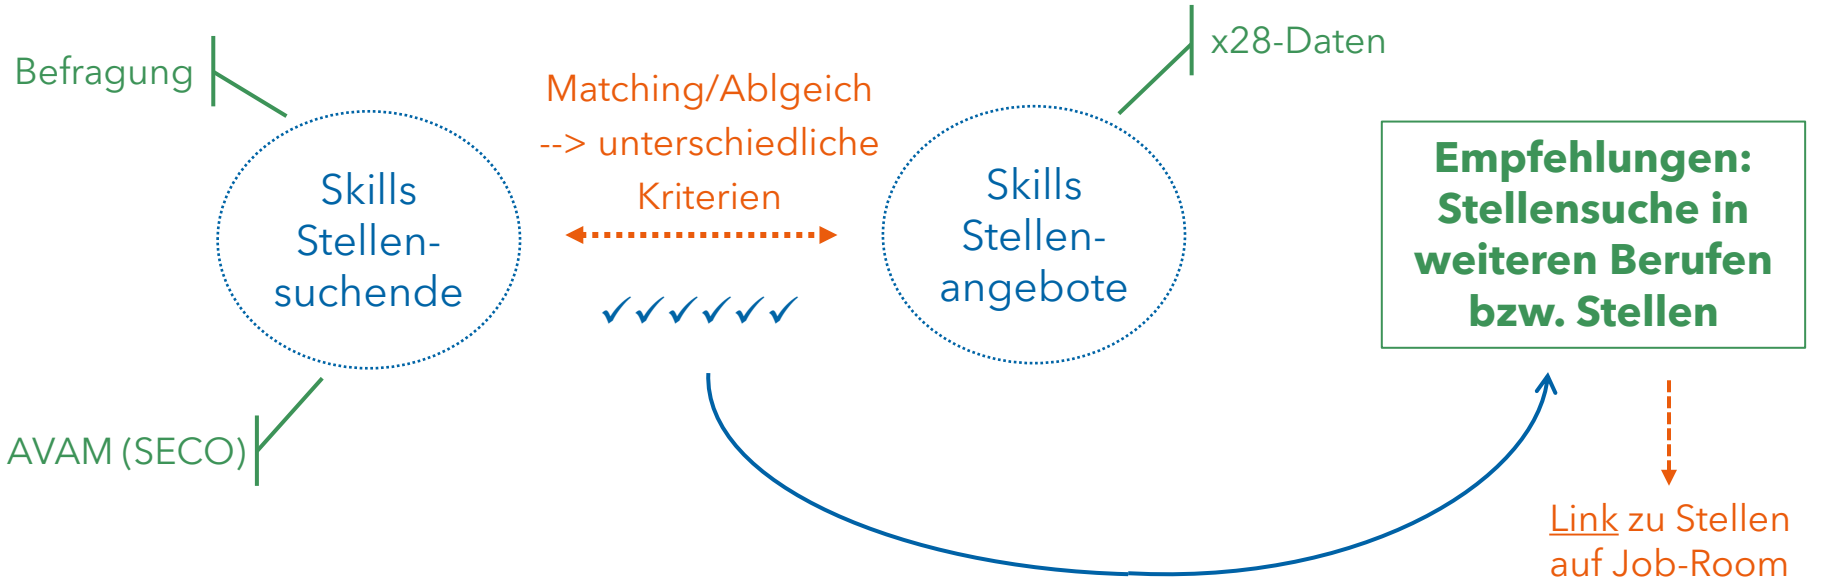 Befragung
x28-Daten
Matching/Ablgeich
--> unterschiedliche
Kriterien
Skills
Stellen-
suchende
Skills
Stellen-
angebote
✓✓✓✓✓✓
AVAM (SECO)
Empfehlungen:
Stellensuche in
weiteren Berufen
bzw. Stellen
Link zu Stellen
auf Job-Room